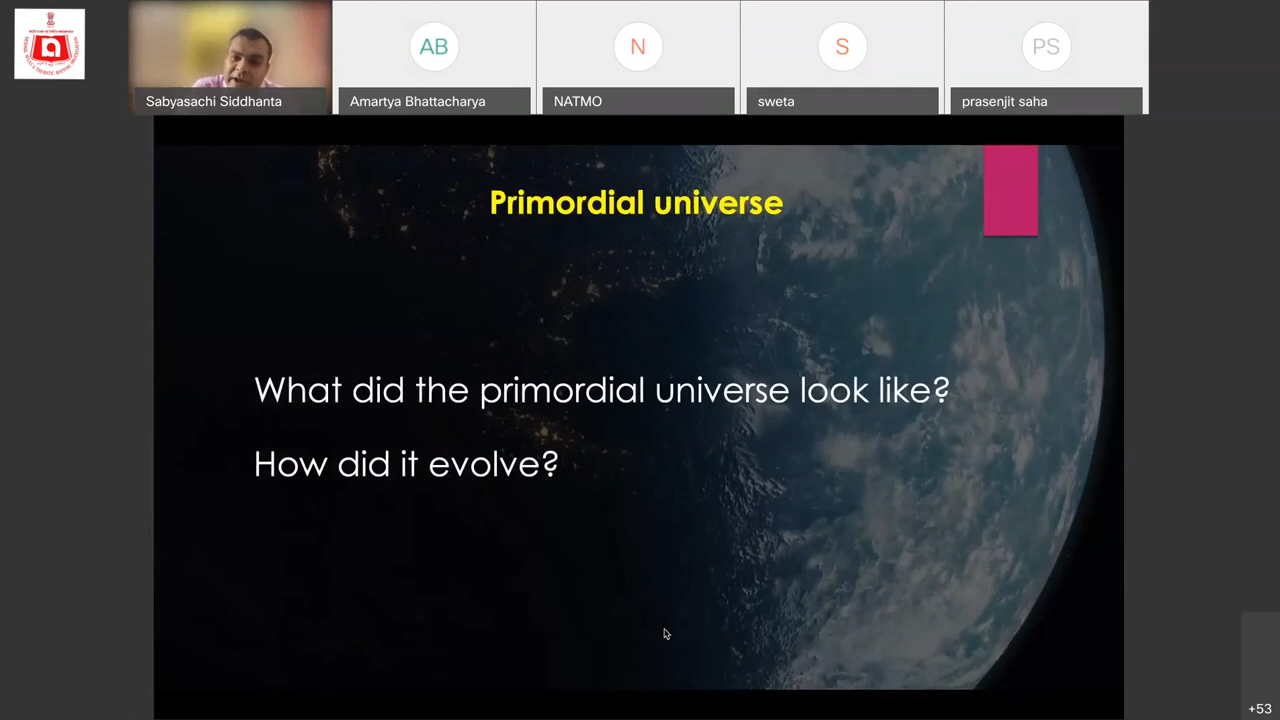 AB
N
S
PS
Sabyasachi Siddhanta
Amartya Bhattacharya
NATMO
sweta
prasenjit saha
Primordial universe
What did the primordial universe look like?
How did it evolve?
+53